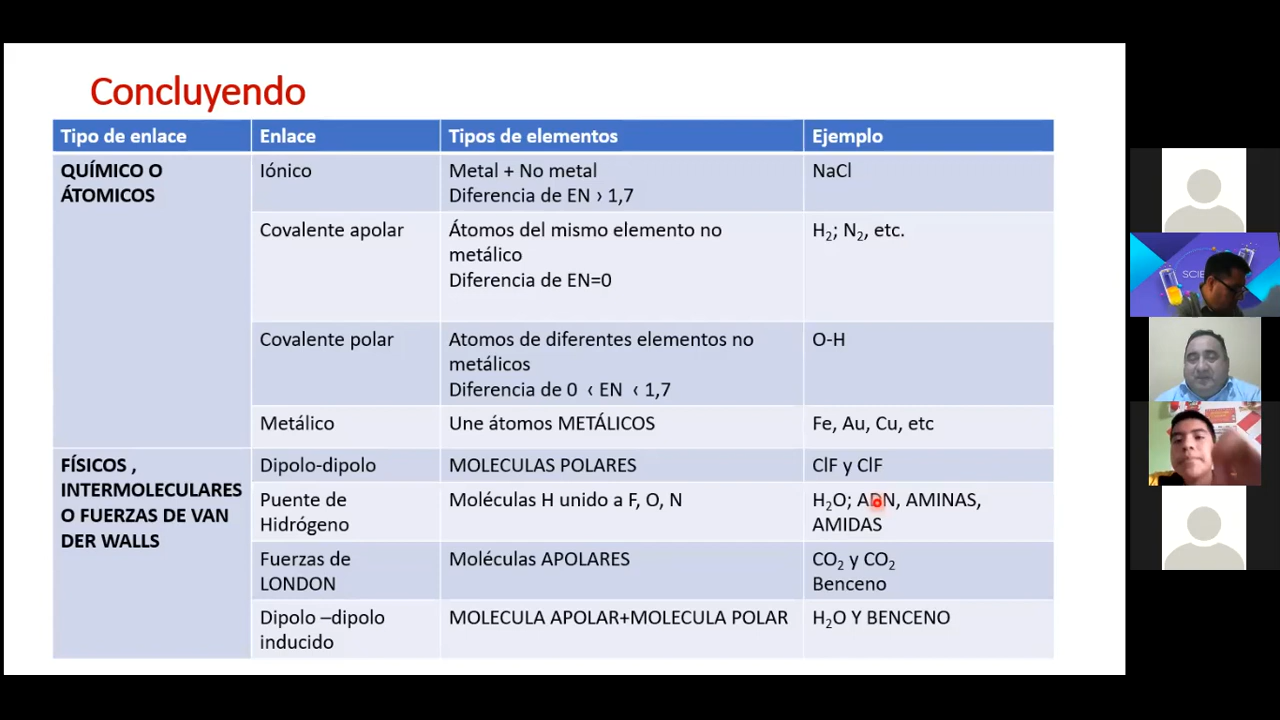 Concluyendo
Tipo de enlace
Enlace
Tipos de elementos
Ejemplo
QUÍMICO O
ÁTOMICOS
Iónico
Metal + No metal
Diferencia de EN › 1,7
NaCl
Covalente apolar
Átomos del mismo elemento no
metálico
Diferencia de EN=0
H₂; N₂, etc.
Covalente polar
Atomos de diferentes elementos no
metálicos
Diferencia de 0 ‹ EN ‹ 1,7
O-H
Metálico
Une átomos METÁLICOS
Fe, Au, Cu, etc
FÍSICOS ,
INTERMOLECULARES
O FUERZAS DE VAN
DER WALLS
Dipolo-dipolo
MOLECULAS POLARES
ClF y ClF
Puente de
Hidrógeno
Moléculas H unido a F, O, N
H₂O; ADN, AMINAS,
AMIDAS
Fuerzas de
LONDON
Moléculas APOLARES
CO₂ y CO₂
Benceno
Dipolo –dipolo
inducido
MOLECULA APOLAR+MOLECULA POLAR
H₂O Y BENCENO